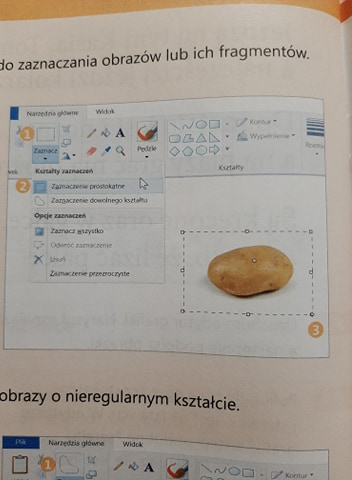 do zaznaczania obrazów lub ich fragmentów.
Narzędzia główne Widok
1
A
Zaznacz
Pędzle
Kontur
Wypełnienie
Kształty
Kształty zaznaczeń
2 Zaznaczenie prostokątne
Zaznaczenie dowolnego kształtu
Opcje zaznaczeń
Zaznacz wszystko
Odwróć zaznaczenie
Usuń
Zaznaczenie przezroczyste
3
obrazy o nieregularnym kształcie.
Plik Narzędzia główne Widok
1
A
Kontur